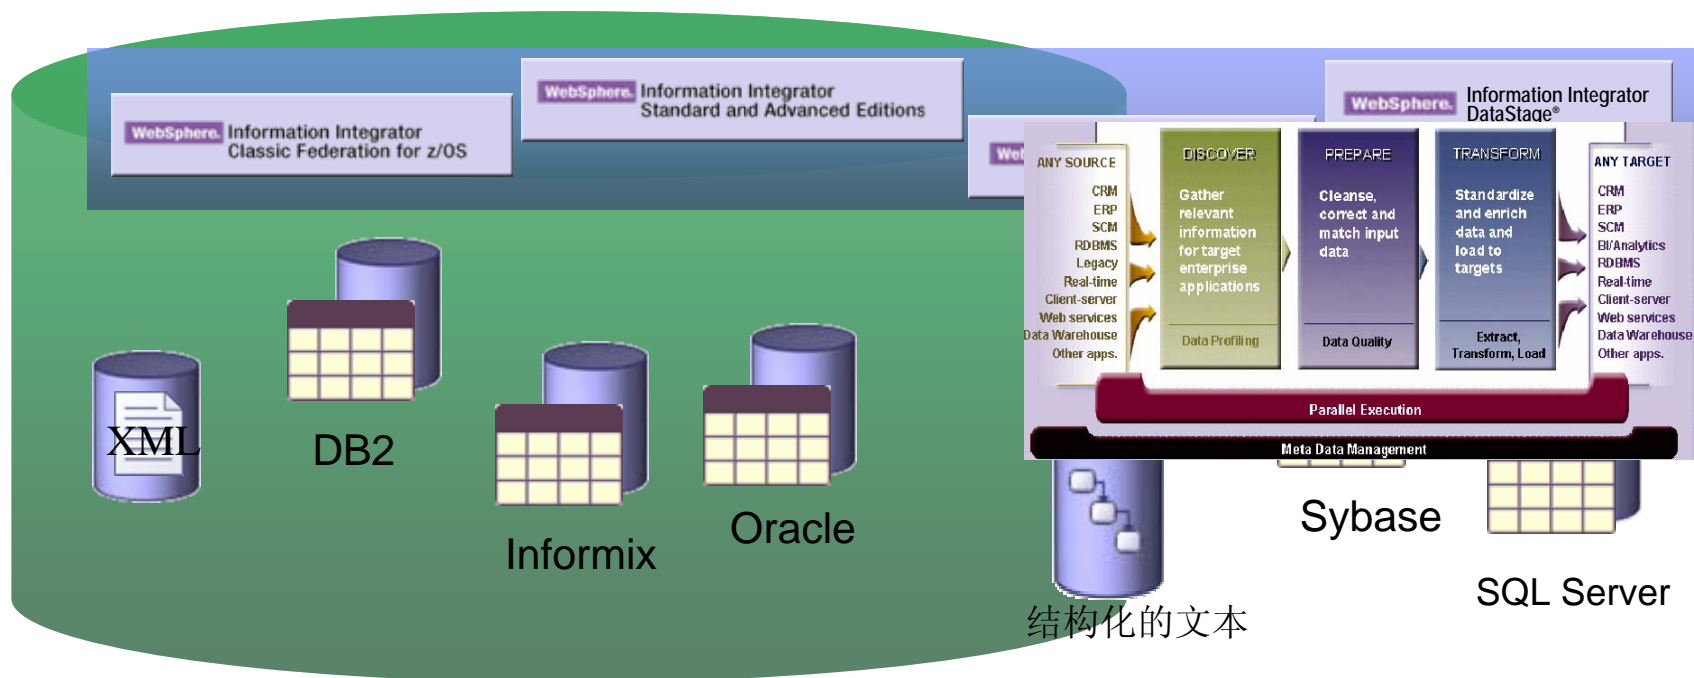 WebSphere. Information Integrator
Classic Federation for z/OS
WebSphere. Information Integrator
Standard and Advanced Editions
WebSphere. Information Integrator
DataStage®
ANY SOURCE
CRM
ERP
SCM
RDBMS
Legacy
Real-time
Client-server
Web services
Data Warehouse
Other apps.
DISCOVER
Gather
relevant
information
for target
enterprise
applications
Data Profiling
PREPARE
Cleanse,
correct and
match input
data
Data Quality
TRANSFORM
Standardize
and enrich
data and
load to
targets
Extract,
Transform, Load
ANY TARGET
CRM
ERP
SCM
BI/Analytics
RDBMS
Real-time
Client-server
Web services
Data Warehouse
Other apps.
Parallel Execution
Meta Data Management
XML
DB2
Informix
Oracle
结构化的文本
Sybase
SQL Server